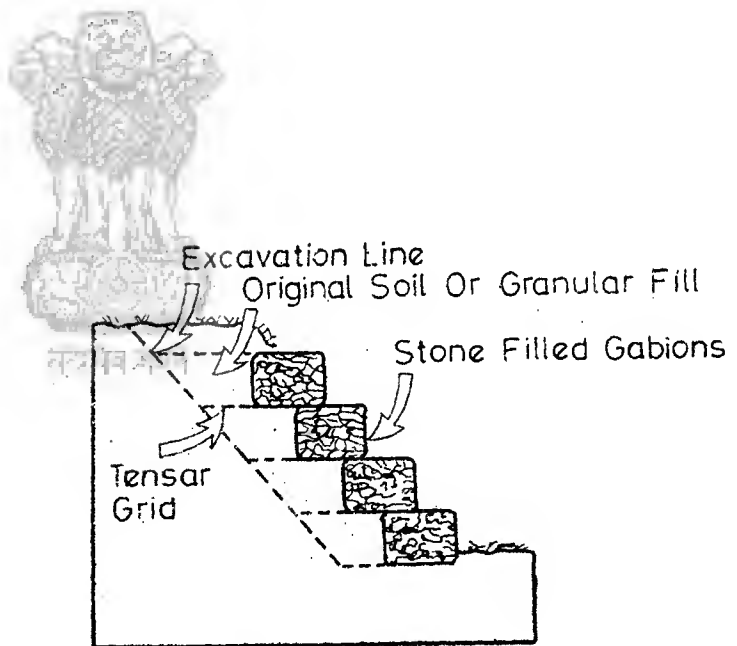 Excavation Line
Original Soil Or Granular Fill
Stone Filled Gabions
Tensar
Grid